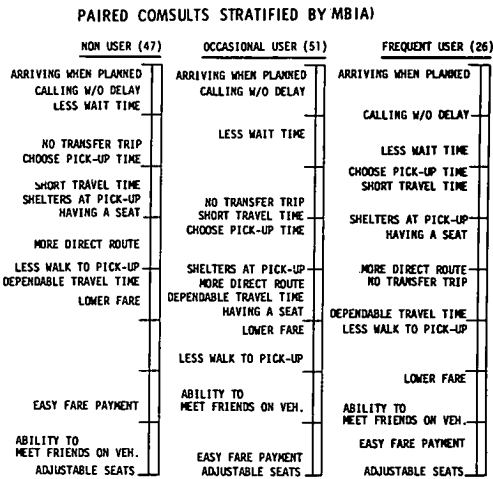 PAIRED COMSULTS STRATIFIED BY MBIA)
NON USER (47)
ARRIVING WHEN PLANNED
CALLING W/O DELAY
LESS WAIT TIME
NO TRANSFER TRIP
CHOOSE PICK-UP TIME
SHORT TRAVEL TIME
SHELTERS AT PICK-UP
HAVING A SEAT
MORE DIRECT ROUTE
LESS WALK TO PICK-UP
DEPENDABLE TRAVEL TIME
LOWER FARE
EASY FARE PAYMENT
ABILITY TO
MEET FRIENDS ON VEH.
ADJUSTABLE SEATS
OCCASIONAL USER (51)
ARRIVING WHEN PLANNED
CALLING W/O DELAY
LESS WAIT TIME
NO TRANSFER TRIP
SHORT TRAVEL TIME
CHOOSE PICK-UP TIME
SHELTERS AT PICK-UP
MORE DIRECT ROUTE
DEPENDABLE TRAVEL TIME
HAVING A SEAT
LOWER FARE
LESS WALK TO PICK-UP
ABILITY TO
MEET FRIENDS ON VEH.
EASY FARE PAYMENT
ADJUSTABLE SEATS
FREQUENT USER (26)
ARRIVING WHEN PLANNED
CALLING W/O DELAY
LESS WAIT TIME
CHOOSE PICK-UP TIME
SHORT TRAVEL TIME
SHELTERS AT PICK-UP
HAVING A SEAT
MORE DIRECT ROUTE
NO TRANSFER TRIP
DEPENDABLE TRAVEL TIME
LESS WALK TO PICK-UP
LOWER FARE
ABILITY TO
MEET FRIENDS ON VEH.
EASY FARE PAYMENT
ADJUSTABLE SEATS